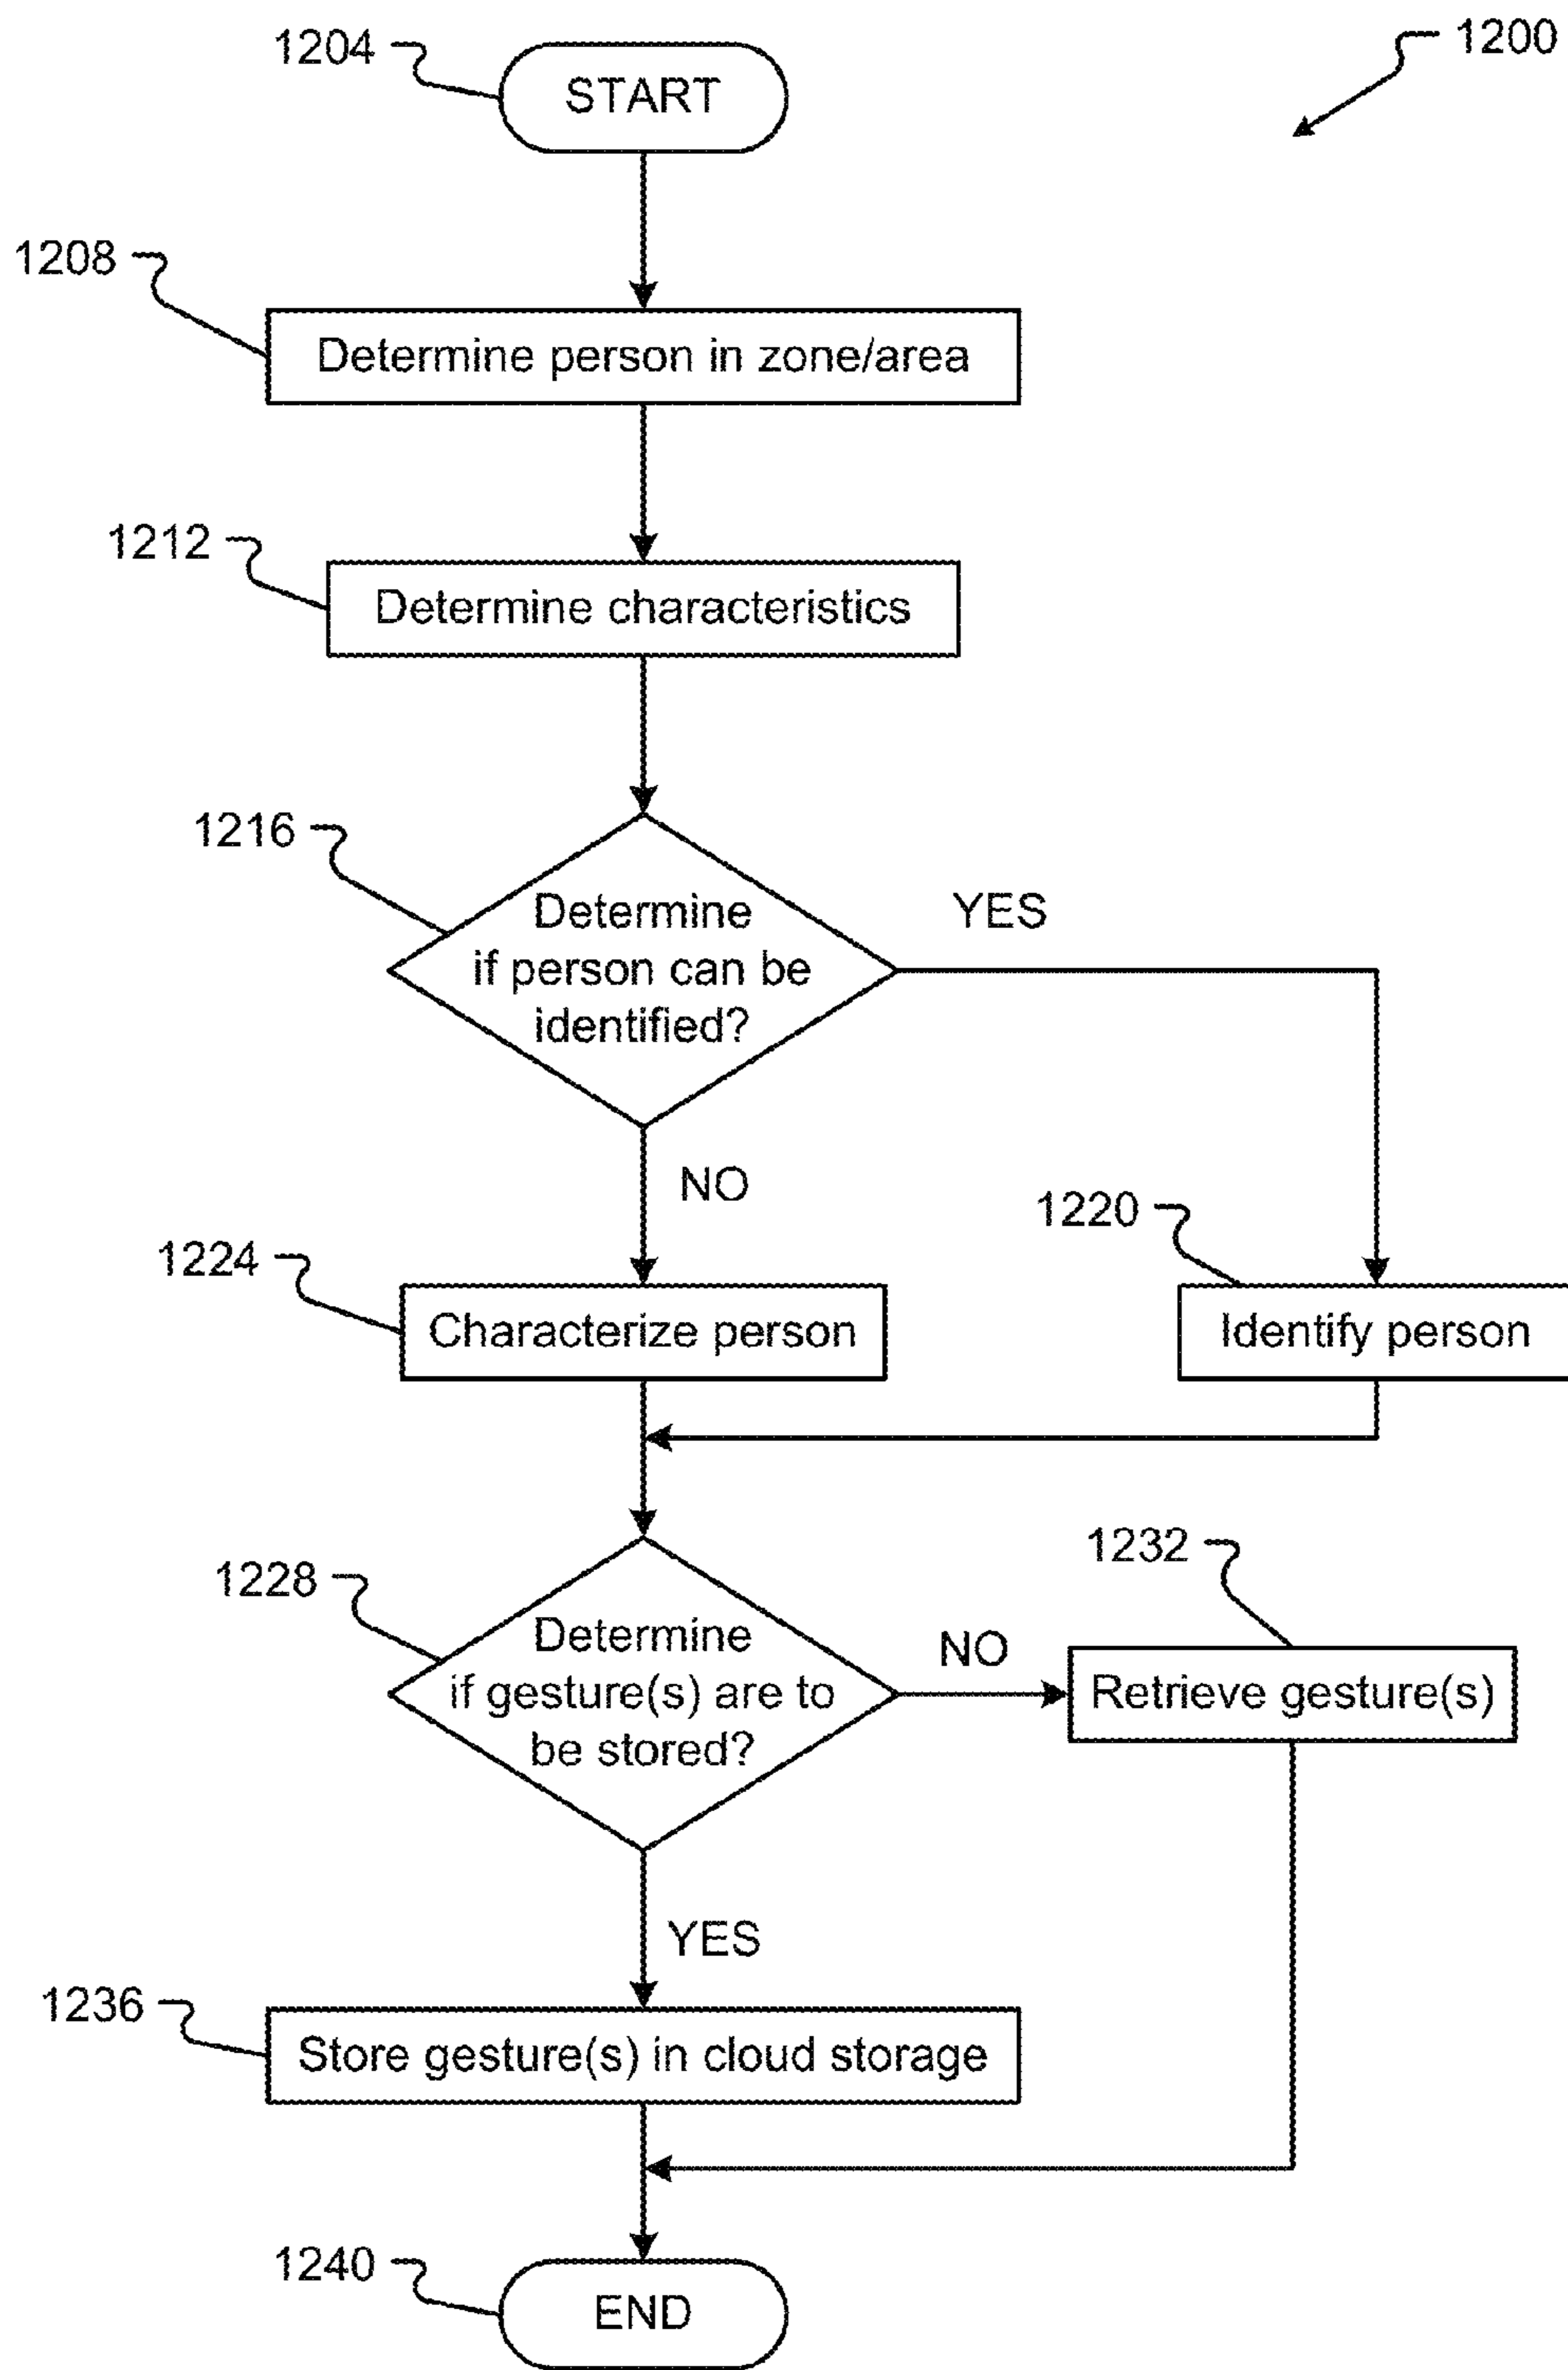 1200
1204
START
1208
Determine person in zone/area
1212
Determine characteristics
1216
Determine
if person can be
identified?
YES
NO
1220
1224
Characterize person
Identify person
1228
Determine
if gesture(s) are to
be stored?
NO
1232
Retrieve gesture(s)
YES
1236
Store gesture(s) in cloud storage
1240
END